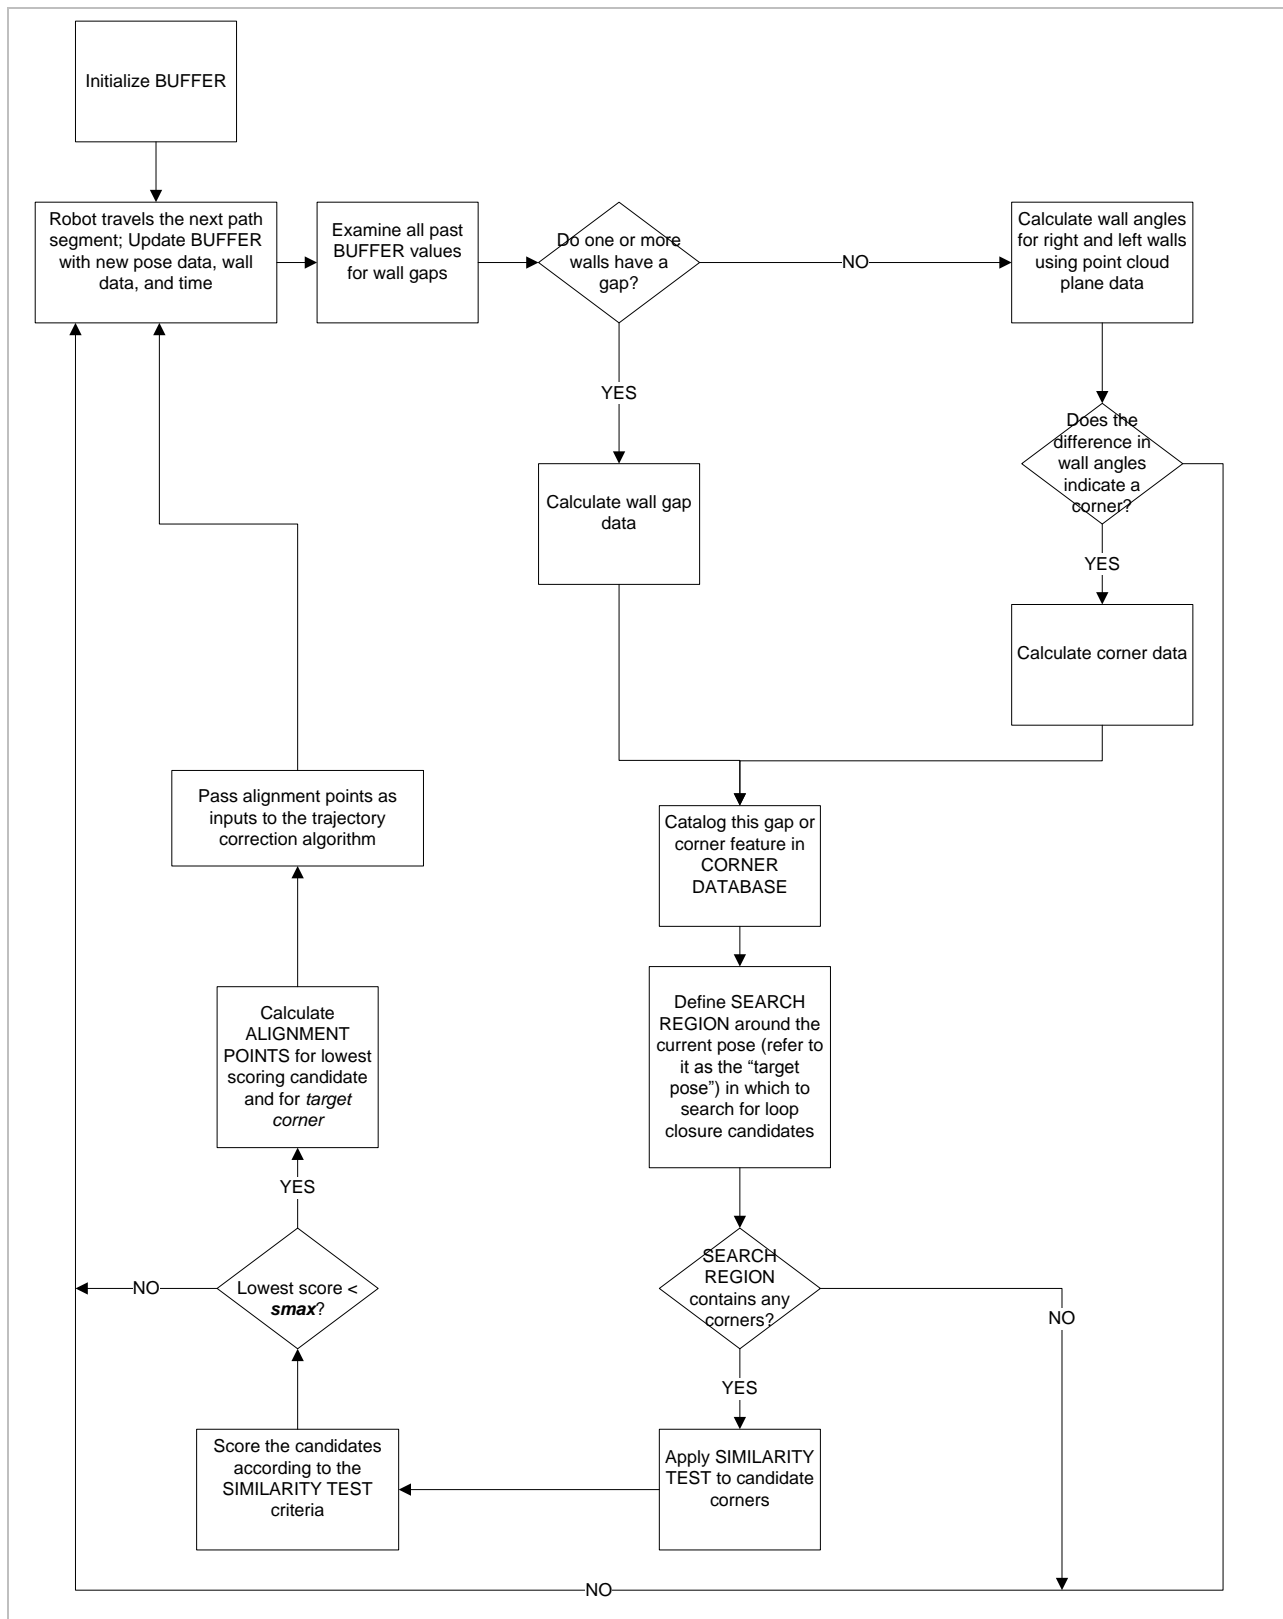 Initialize BUFFER
Robot travels the next path
segment; Update BUFFER
with new pose data, wall
data, and time
Examine all past
BUFFER values
for wall gaps
Do one or more
walls have a
gap?
NO
Calculate wall angles
for right and left walls
using point cloud
plane data
YES
Does the
difference in
wall angles
indicate a
corner?
Calculate wall gap
data
YES
Calculate corner data
Pass alignment points as
inputs to the trajectory
correction algorithm
Catalog this gap or
corner feature in
CORNER
DATABASE
Calculate
ALIGNMENT
POINTS for lowest
scoring candidate
and for target
corner
Define SEARCH
REGION around the
current pose (refer to
it as the “target
pose”) in which to
search for loop
closure candidates
YES
NO
Lowest score <
smax?
SEARCH
REGION
contains any
corners?
NO
YES
Score the candidates
according to the
SIMILARITY TEST
criteria
Apply SIMILARITY
TEST to candidate
corners
NO